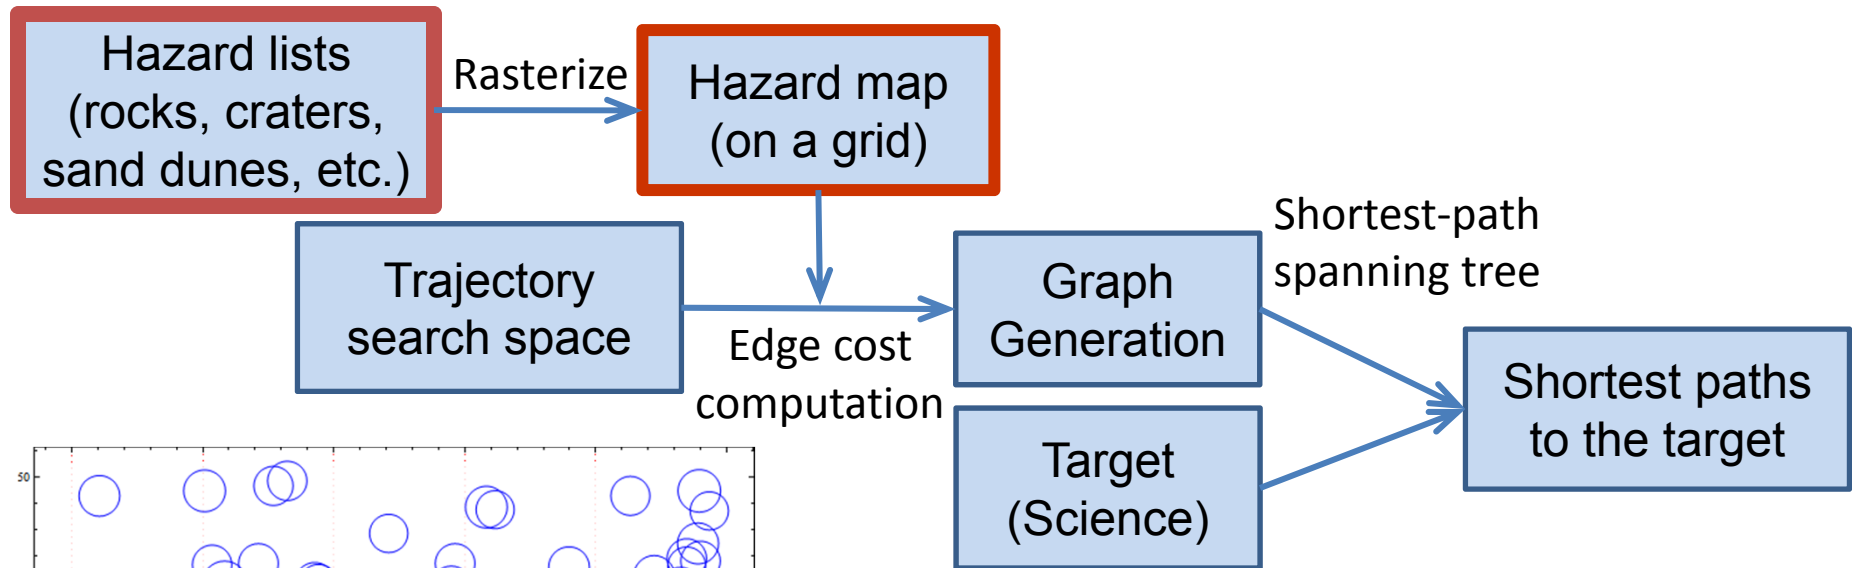 Hazard lists
(rocks, craters,
sand dunes, etc.)
Rasterize
Hazard map
(on a grid)
Trajectory
search space
Edge cost
computation
Graph
Generation
Shortest-path
spanning tree
Target
(Science)
Shortest paths
to the target
50